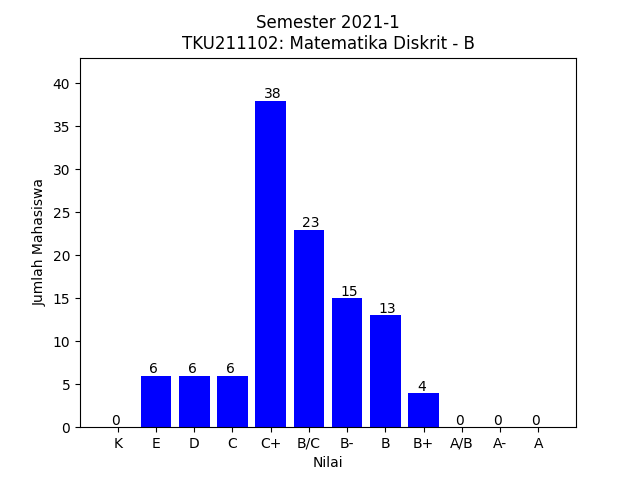 Semester 2021-1
TKU211102: Matematika Diskrit - B
Jumlah Mahasiswa
40
35
30
25
20
15
10
5
0
0 6 6 6 38 23 15 13 4 0 0 0
K E D C C+ B/C B- B B+ A/B A- A
Nilai